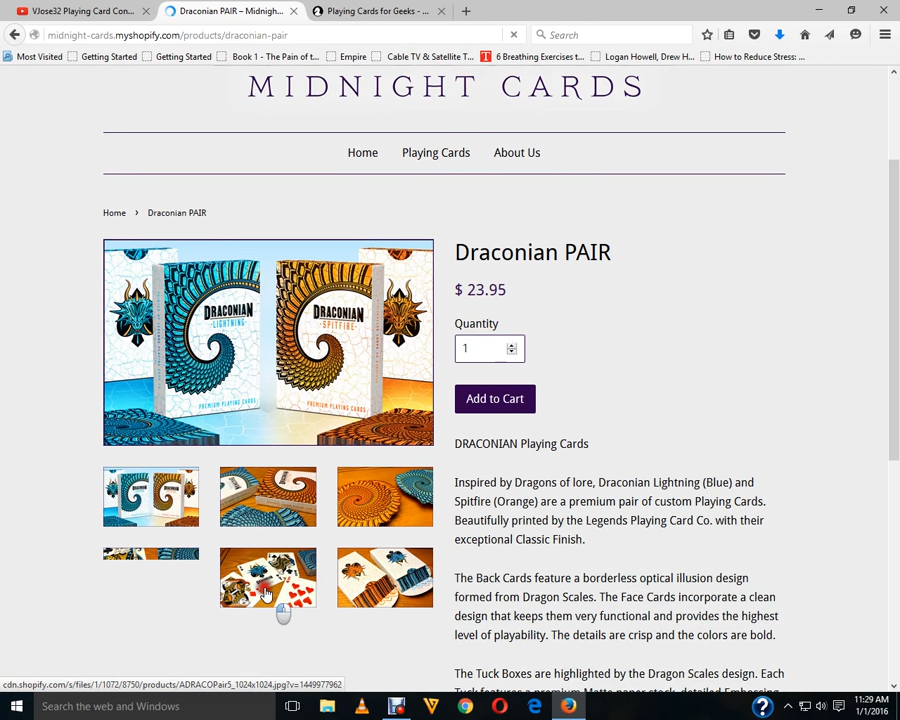 VJose32 Playing Card Con...
Draconian PAIR – Midnigh...
Playing Cards for Geeks - ...
midnight-cards.myshopify.com/products/draconian-pair
Search
Most Visited
Getting Started
Getting Started
Book 1 - The Pain of t...
Empire
Cable TV & Satellite T...
6 Breathing Exercises t...
Logan Howell, Drew H...
How to Reduce Stress: ...
MIDNIGHT CARDS
Home
Playing Cards
About Us
Home › Draconian PAIR
DRACONIAN
·LIGHTNING·
PREMIUM PLAYING CARDS
DRACONIAN
·SPITFIRE·
PREMIUM PLAYING CARDS
Draconian PAIR
$ 23.95
Quantity
1
Add to Cart
DRACONIAN Playing Cards
Inspired by Dragons of lore, Draconian Lightning (Blue) and
Spitfire (Orange) are a premium pair of custom Playing Cards.
Beautifully printed by the Legends Playing Card Co. with their
exceptional Classic Finish.
The Back Cards feature a borderless optical illusion design
formed from Dragon Scales. The Face Cards incorporate a clean
design that keeps them very functional and provides the highest
level of playability. The details are crisp and the colors are bold.
The Tuck Boxes are highlighted by the Dragon Scales design. Each
Tuck features a premium Matte paper stock, detailed Embossing
cdn.shopify.com/s/files/1/1072/8750/products/ADRACOPair5_1024x1024.jpg?v=1449977962
Search the web and Windows
11:29 AM
1/1/2016